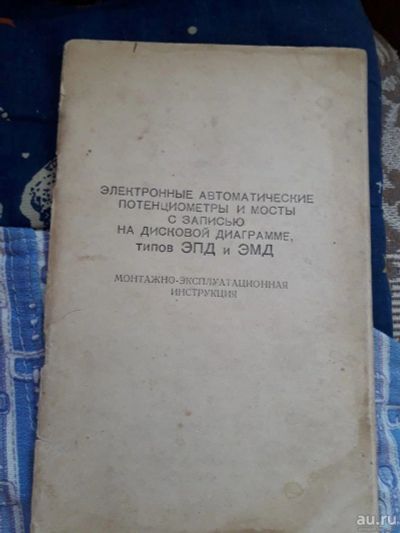 ЭЛЕКТРОННЫЕ АВТОМАТИЧЕСКИЕ
ПОТЕНЦИОМЕТРЫ И МОСТЫ
С ЗАПИСЬЮ
НА ДИСКОВОЙ ДИАГРАММЕ,
типов ЭПД и ЭМД
МОНТАЖНО-ЭКСПЛУАТАЦИОННАЯ
ИНСТРУКЦИЯ
au.ru